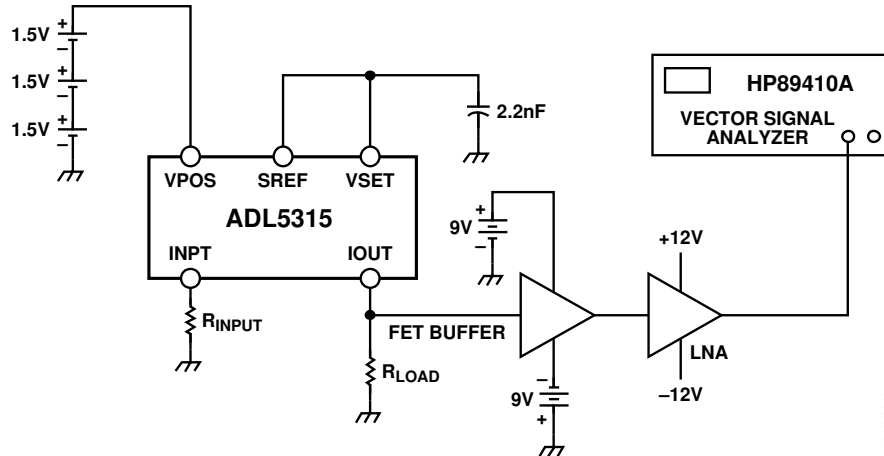 +
1.5V
–
+
1.5V
–
+
1.5V
–
2.2nF
HP89410A
VECTOR SIGNAL
ANALYZER
VPOS SREF VSET
ADL5315
INPT IOUT
RINPUT
RLOAD
+
9V
–
FET BUFFER
–
9V
+
+12V
LNA
–12V